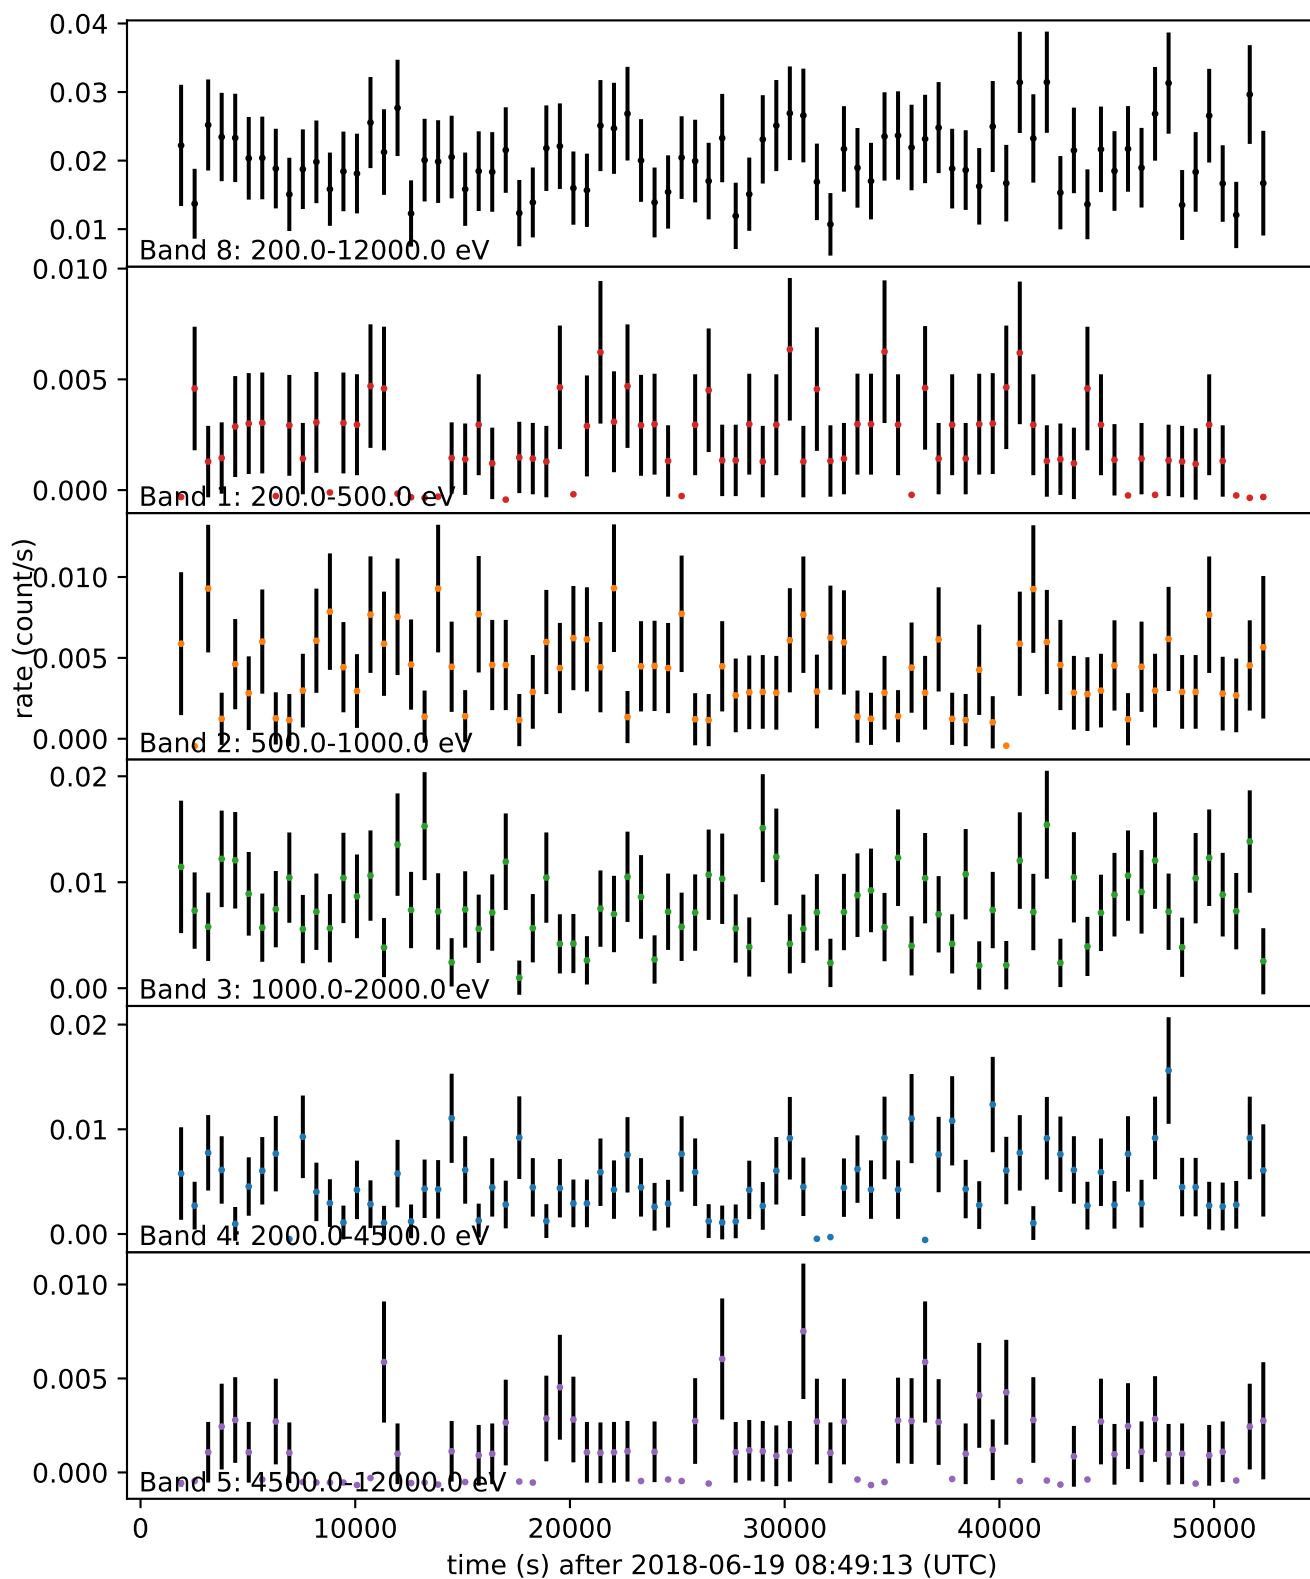 0.04
0.03
0.02
0.01
Band 8: 200.0-12000.0 eV
0.010
0.005
0.000
Band 1: 200.0-500.0 eV
rate (count/s)
0.010
0.005
0.000
Band 2: 500.0-1000.0 eV
0.02
0.01
0.00
Band 3: 1000.0-2000.0 eV
0.02
0.01
0.00
Band 4: 2000.0-4500.0 eV
0.010
0.005
0.000
Band 5: 4500.0-12000.0 eV
0 10000 20000 30000 40000 50000
time (s) after 2018-06-19 08:49:13 (UTC)